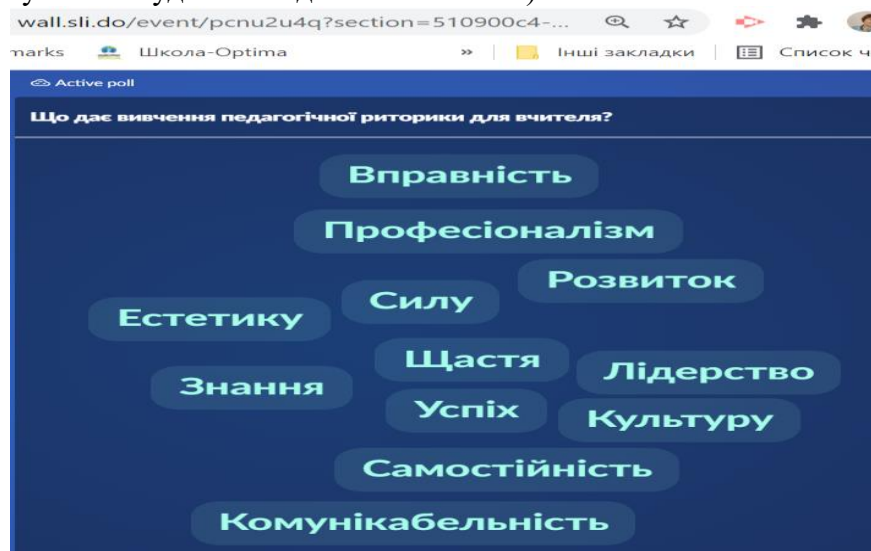 wall.sli.do/event/pcnu2u4q?section=510900c4-...
marks Школа-Optima » Інші закладки Список ч
Active poll
Що дає вивчення педагогічної риторики для вчителя?
Вправність
Професіоналізм
Розвиток
Силу
Естетику
Щастя
Лідерство
Знання
Успіх
Культуру
Самостійність
Комунікабельність